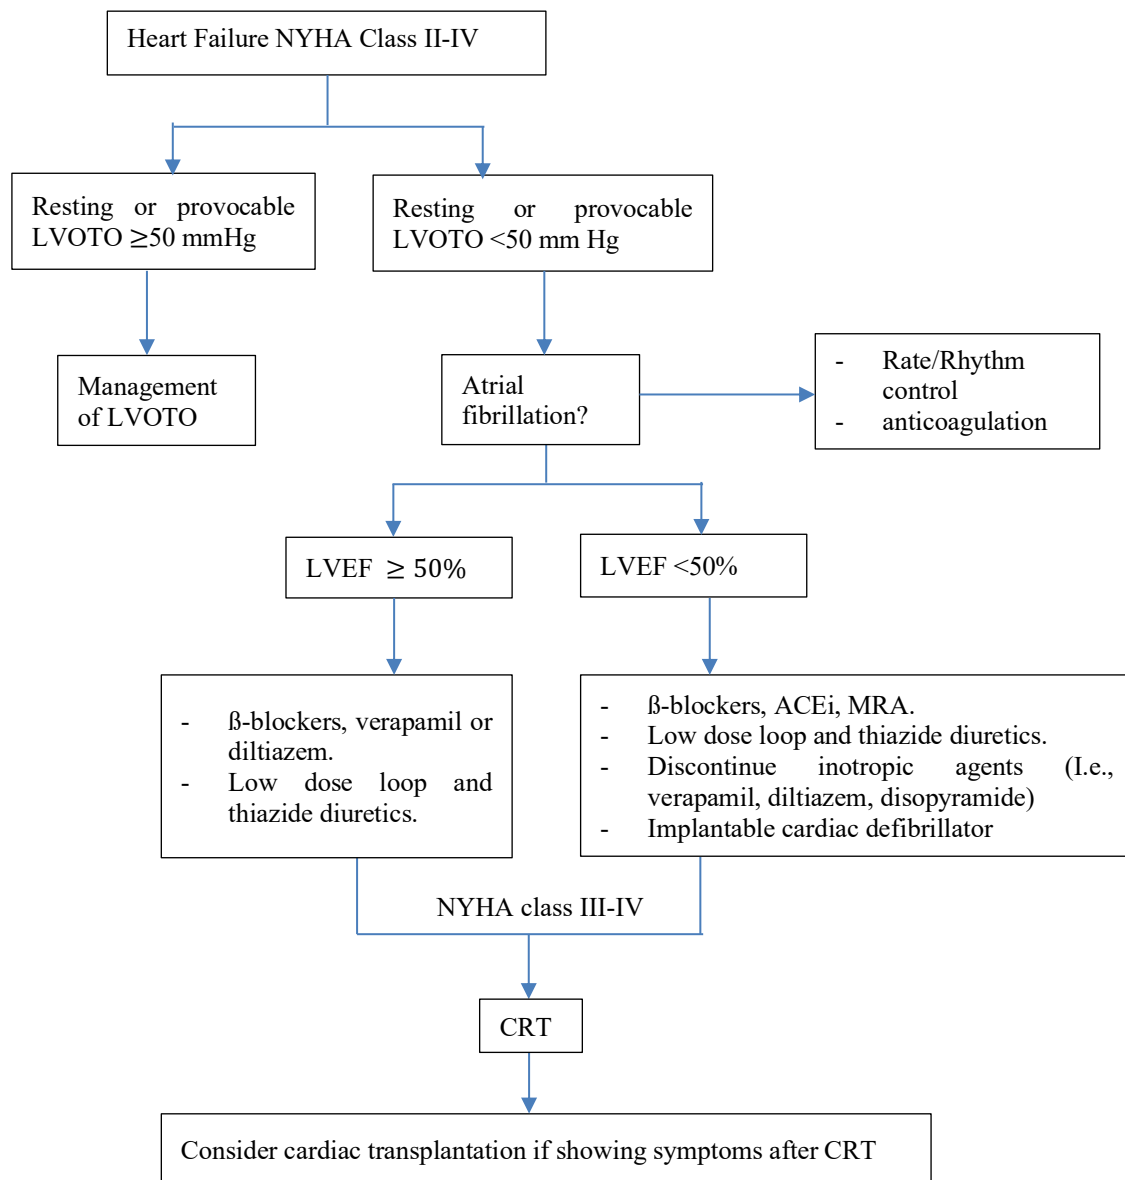 Heart Failure NYHA Class II-IV
Resting or provocable
LVOTO ≥50 mmHg
Resting or provocable
LVOTO <50 mm Hg
Management
of LVOTO
Atrial
fibrillation?
- Rate/Rhythm
control
- anticoagulation
LVEF ≥ 50%
LVEF <50%
- ß-blockers, verapamil or
diltiazem.
- Low dose loop and
thiazide diuretics.
- ß-blockers, ACEi, MRA.
- Low dose loop and thiazide diuretics.
- Discontinue inotropic agents (I.e.,
verapamil, diltiazem, disopyramide)
- Implantable cardiac defibrillator
NYHA class III-IV
CRT
Consider cardiac transplantation if showing symptoms after CRT